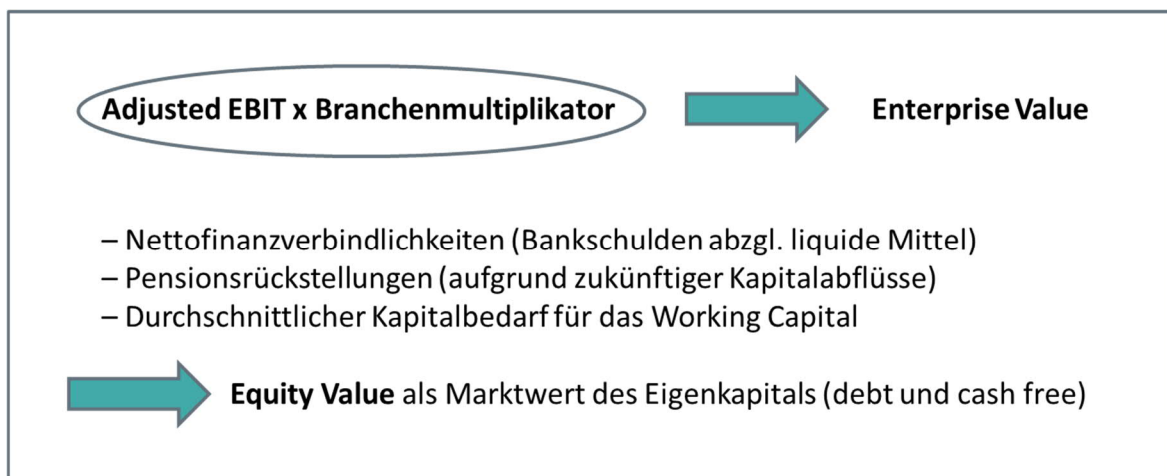 Adjusted EBIT x Branchenmultiplikator
Enterprise Value
– Nettofinanzverbindlichkeiten (Bankschulden abzgl. liquide Mittel)
– Pensionsrückstellungen (aufgrund zukünftiger Kapitalabflüsse)
– Durchschnittlicher Kapitalbedarf für das Working Capital
Equity Value als Marktwert des Eigenkapitals (debt und cash free)